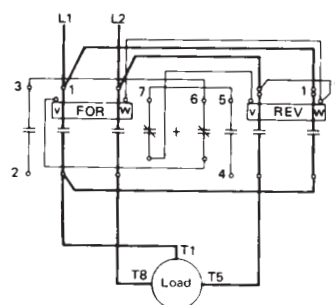 L1 L2
3 1 7 6 5 1
V FOR W V REV W
+
2 4
T1
T8 Load T5